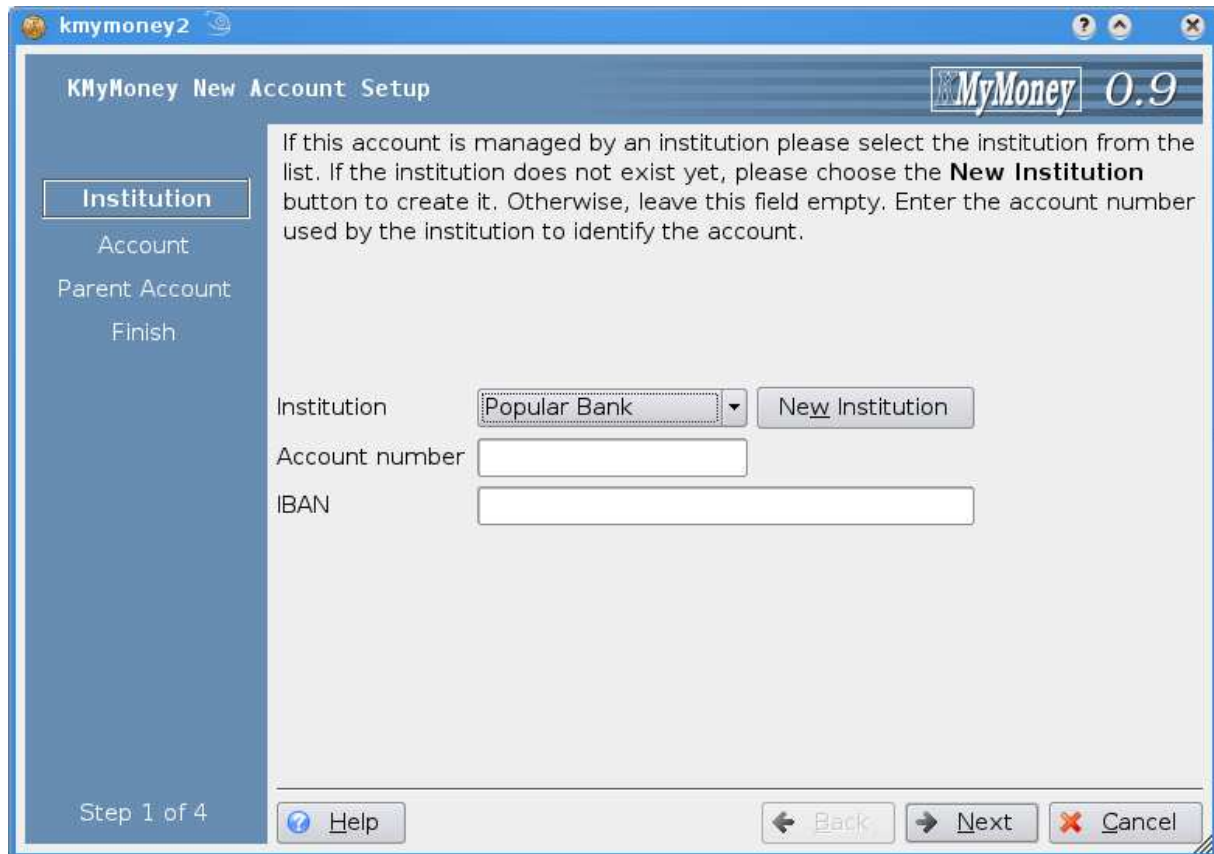 kmymoney2
KMyMoney New Account Setup
KMyMoney 0.9
Institution
Account
Parent Account
Finish
Step 1 of 4
If this account is managed by an institution please select the institution from the
list. If the institution does not exist yet, please choose the New Institution
button to create it. Otherwise, leave this field empty. Enter the account number
used by the institution to identify the account.
Institution
Popular Bank
New Institution
Account number
IBAN
Help
Back
Next
Cancel